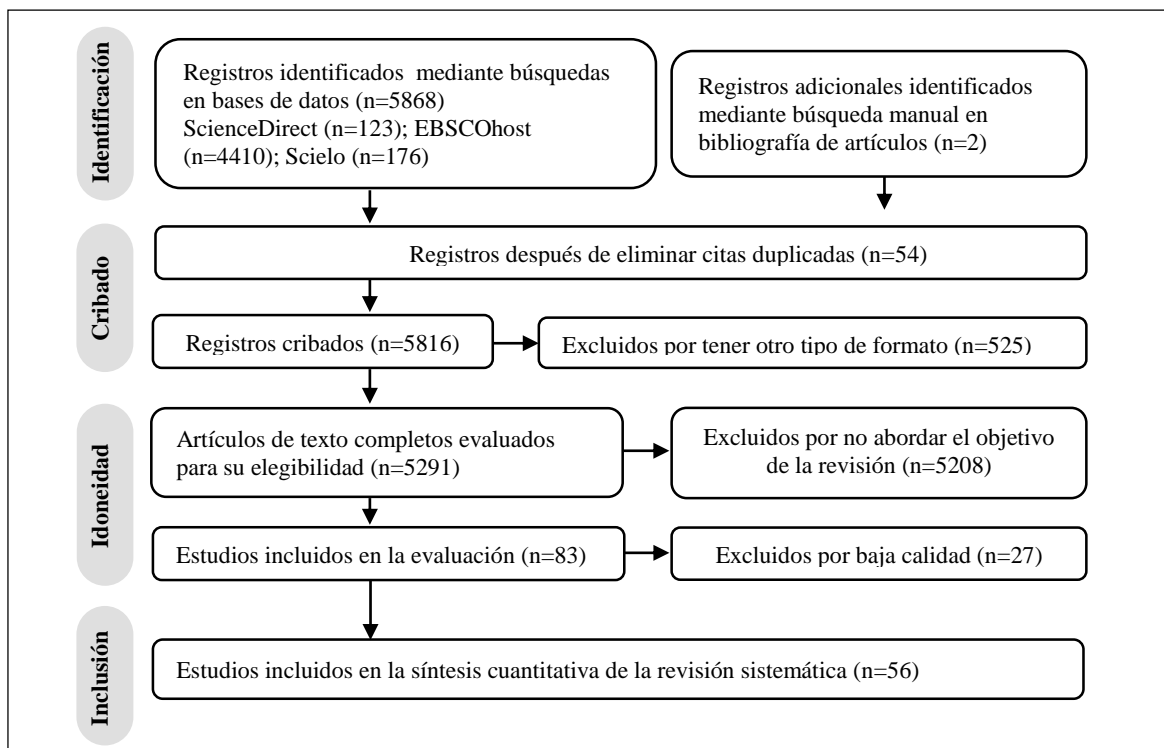 Identificación
Registros identificados mediante búsquedas
en bases de datos (n=5868)
ScienceDirect (n=123); EBSCOhost
(n=4410); Scielo (n=176)
Registros adicionales identificados
mediante búsqueda manual en
bibliografía de artículos (n=2)
Cribado
Registros después de eliminar citas duplicadas (n=54)
Registros cribados (n=5816)
Excluidos por tener otro tipo de formato (n=525)
Idoneidad
Artículos de texto completos evaluados
para su elegibilidad (n=5291)
Excluidos por no abordar el objetivo
de la revisión (n=5208)
Estudios incluidos en la evaluación (n=83)
Excluidos por baja calidad (n=27)
Inclusión
Estudios incluidos en la síntesis cuantitativa de la revisión sistemática (n=56)